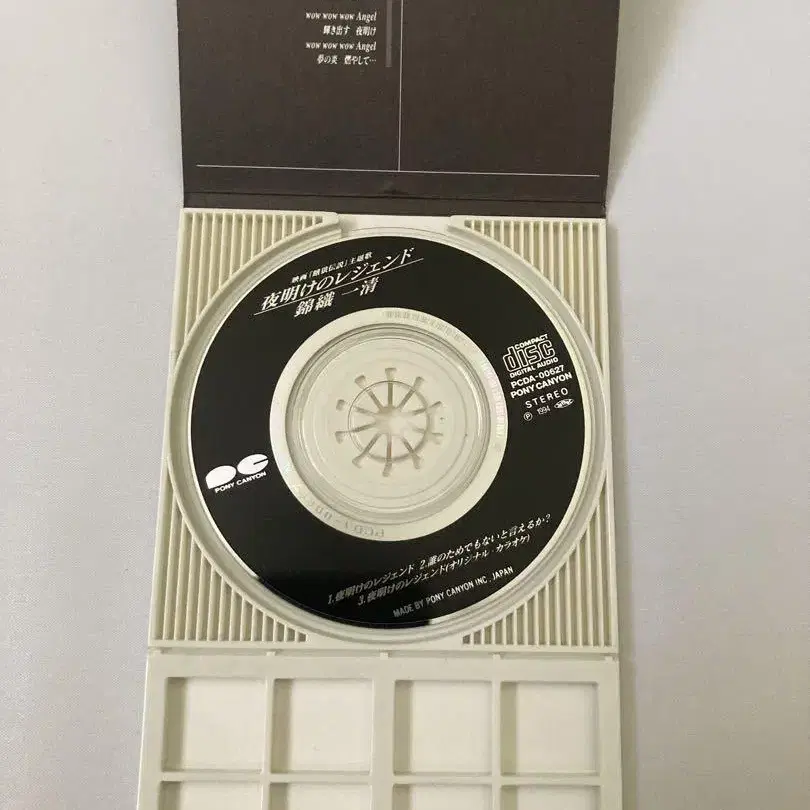 wow wow wow Angel
輝き出す 夜明け
wow wow wow Angel
夢の炎 燃やして…
映画「餓狼伝説」主題歌
夜明けのレジェンド
錦織 一清
COMPACT
disc
DIGITAL AUDIO
PCDA-00627
PONY CANYON
STEREO
Ⓟ 1994
PONY CANYON
1.夜明けのレジェンド 2.誰のためでもないと言えるか?
3.夜明けのレジェンド(オリジナル・カラオケ)
MADE BY PONY CANYON INC., JAPAN